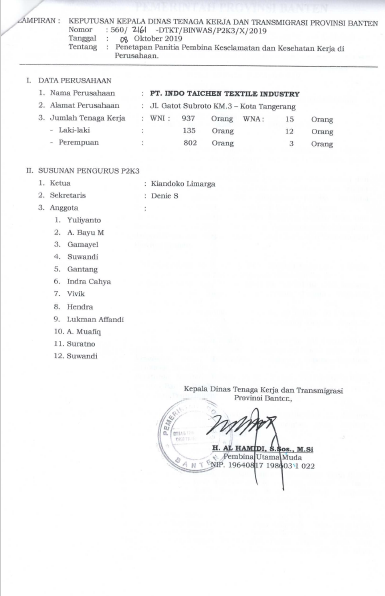 LAMPIRAN : KEPUTUSAN KEPALA DINAS TENAGA KERJA DAN TRANSMIGRASI PROVINSI BANTEN
Nomor : 560/ 2161 -DTKT/BINWAS/P2K3/X/2019
Tanggal : 08 Oktober 2019
Tentang : Penetapan Panitia Pembina Keselamatan dan Kesehatan Kerja di Perusahaan.
I. DATA PERUSAHAAN
1. Nama Perusahaan : PT. INDO TAICHEN TEXTILE INDUSTRY
2. Alamat Perusahaan : Jl. Gatot Subroto KM.3 – Kota Tangerang
3. Jumlah Tenaga Kerja : WNI : 937 Orang WNA : 15 Orang
- Laki-laki : 135 Orang 12 Orang
- Perempuan : 802 Orang 3 Orang
II. SUSUNAN PENGURUS P2K3
1. Ketua : Kiandoko Limarga
2. Sekretaris : Denie S
3. Anggota :
1. Yuliyanto
2. A. Bayu M
3. Gamayel
4. Suwandi
5. Gantang
6. Indra Cahya
7. Vivik
8. Hendra
9. Lukman Affandi
10. A. Muafiq
11. Suratno
12. Suwandi
Kepala Dinas Tenaga Kerja dan Transmigrasi
Provinsi Banten,
H. AL HAMIDI, S.Sos., M.Si
Pembina Utama Muda
NIP. 19640817 198603 1 022
BANTEN